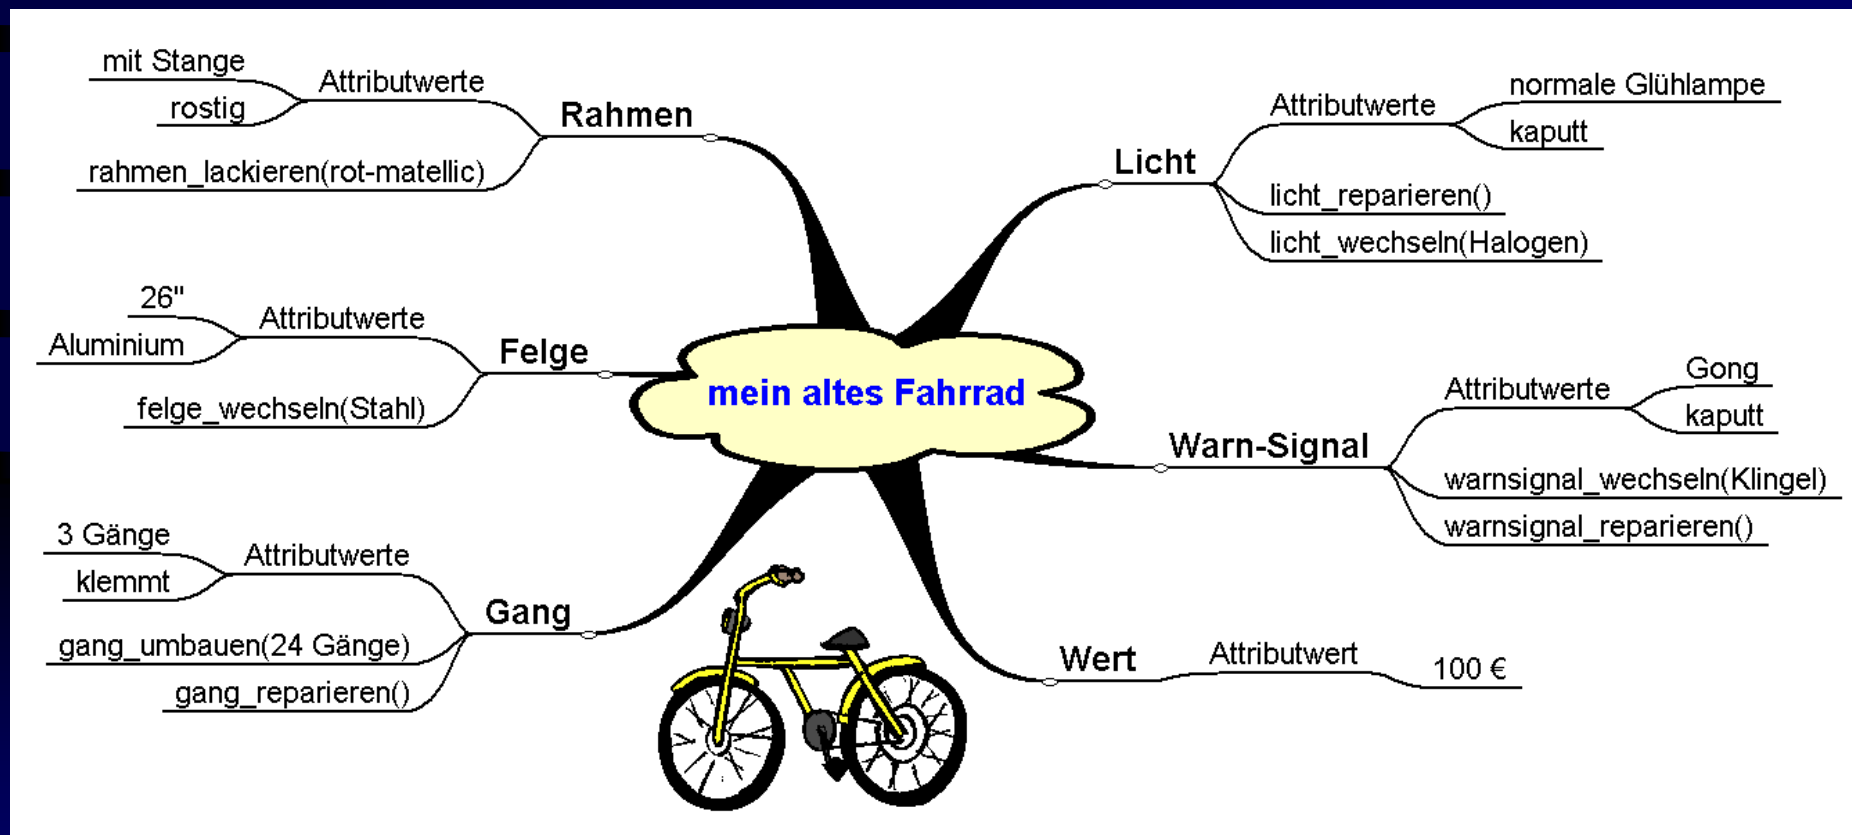 mein altes Fahrrad
Rahmen
Attributwerte
mit Stange
rostig
rahmen_lackieren(rot-matellic)
Felge
Attributwerte
26"
Aluminium
felge_wechseln(Stahl)
Gang
Attributwerte
3 Gänge
klemmt
gang_umbauen(24 Gänge)
gang_reparieren()
Licht
Attributwerte
normale Glühlampe
kaputt
licht_reparieren()
licht_wechseln(Halogen)
Warn-Signal
Attributwerte
Gong
kaputt
warnsignal_wechseln(Klingel)
warnsignal_reparieren()
Wert
Attributwert
100 €